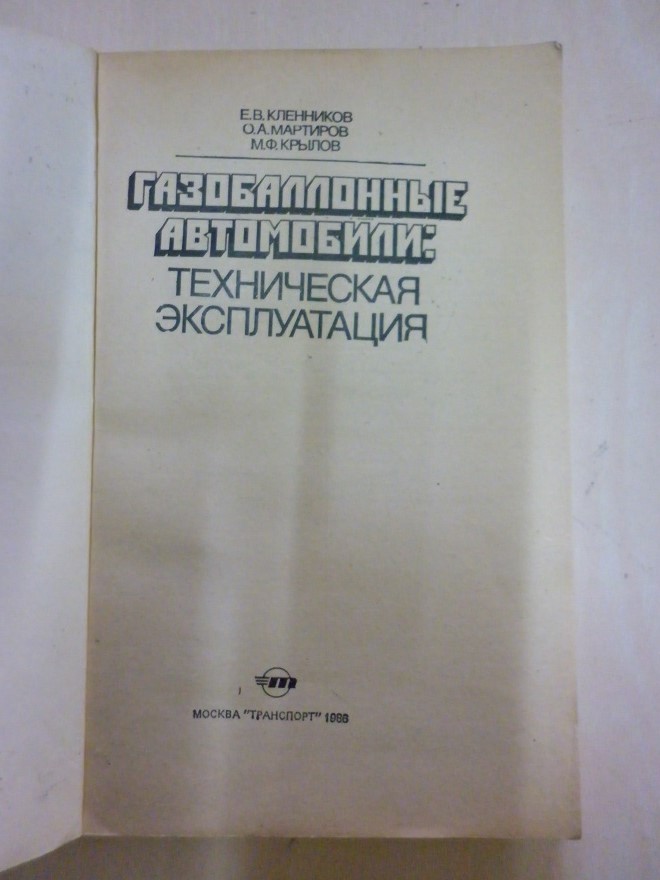 Е.В.КЛЕННИКОВ
О.А.МАРТИРОВ
М.Ф.КРЫЛОВ
ГАЗОБАЛЛОННЫЕ
АВТОМОБИЛИ:
ТЕХНИЧЕСКАЯ
ЭКСПЛУАТАЦИЯ
т
МОСКВА "ТРАНСПОРТ" 1986